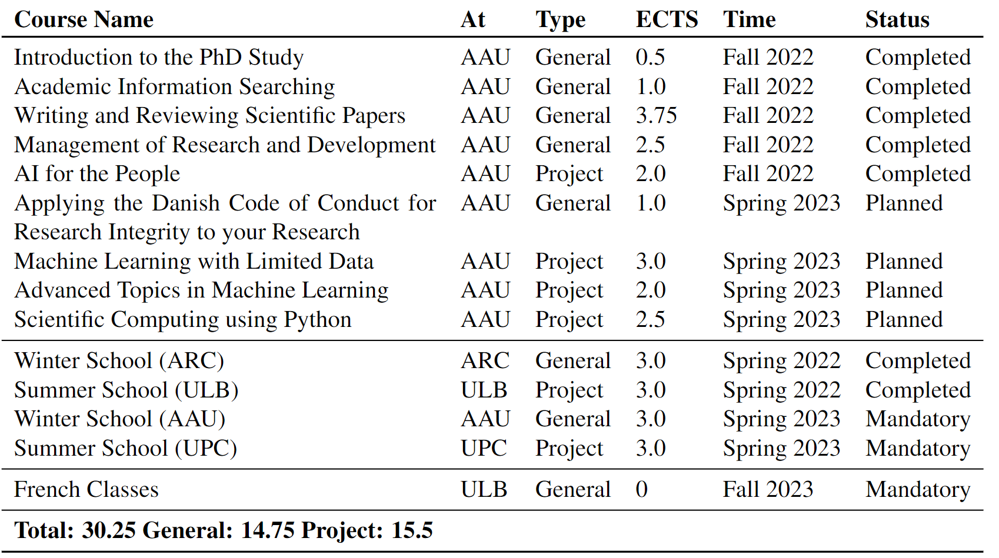 Course Name At Type ECTS Time Status
Introduction to the PhD Study AAU General 0.5 Fall 2022 Completed
Academic Information Searching AAU General 1.0 Fall 2022 Completed
Writing and Reviewing Scientific Papers AAU General 3.75 Fall 2022 Completed
Management of Research and Development AAU General 2.5 Fall 2022 Completed
AI for the People AAU Project 2.0 Fall 2022 Completed
Applying the Danish Code of Conduct for AAU General 1.0 Spring 2023 Planned
Research Integrity to your Research
Machine Learning with Limited Data AAU Project 3.0 Spring 2023 Planned
Advanced Topics in Machine Learning AAU Project 2.0 Spring 2023 Planned
Scientific Computing using Python AAU Project 2.5 Spring 2023 Planned
Winter School (ARC) ARC General 3.0 Spring 2022 Completed
Summer School (ULB) ULB Project 3.0 Spring 2022 Completed
Winter School (AAU) AAU General 3.0 Spring 2023 Mandatory
Summer School (UPC) UPC Project 3.0 Spring 2023 Mandatory
French Classes ULB General 0 Fall 2023 Mandatory
Total: 30.25 General: 14.75 Project: 15.5